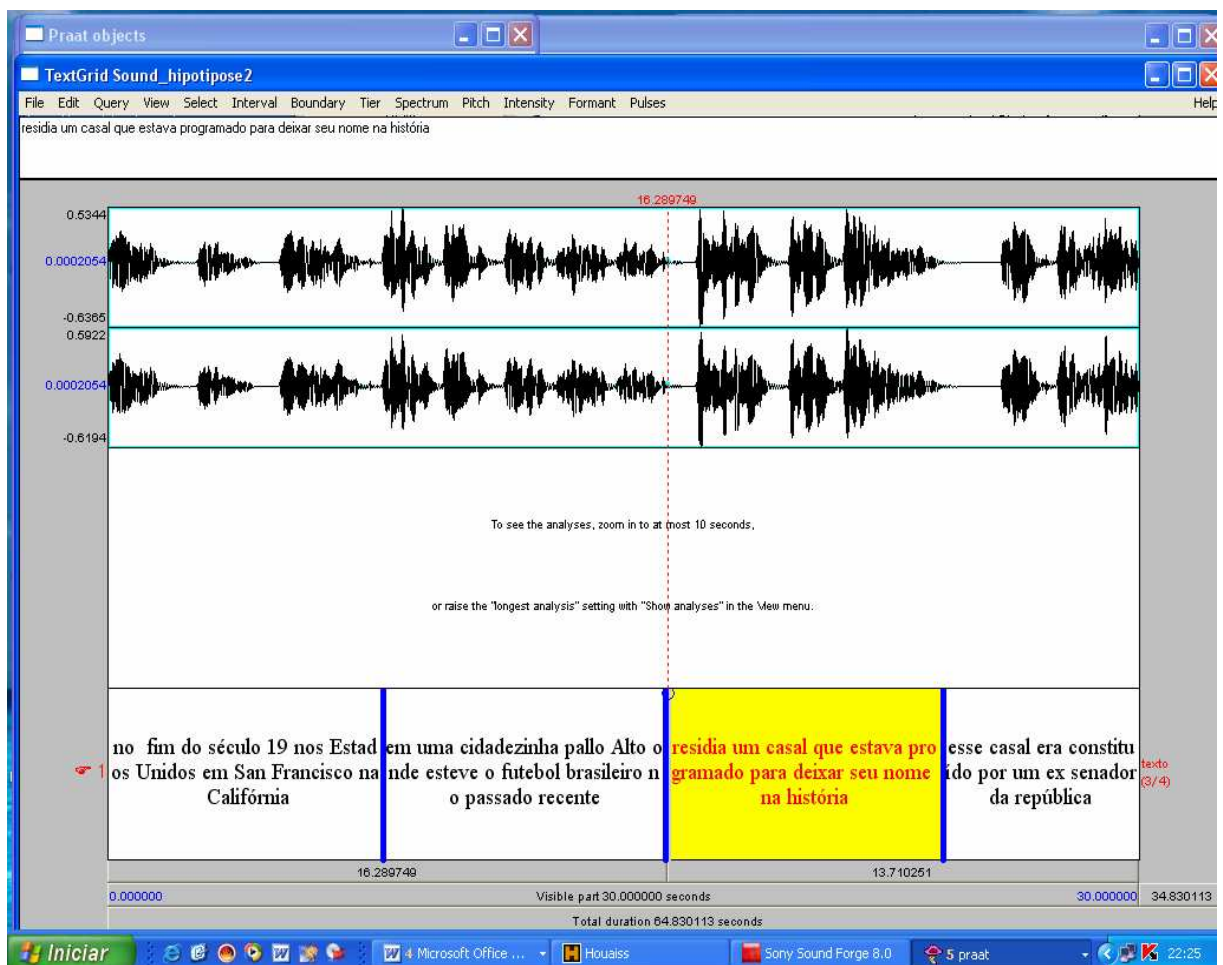 Praat objects
TextGrid Sound_hipotipose2
File Edit Query View Select Interval Boundary Tier Spectrum Pitch Intensity Formant Pulses Help
residia um casal que estava programado para deixar seu nome na história
16.289749
0.5344
0.0002054
-0.6365
0.5922
0.0002054
-0.6194
To see the analyses, zoom in to at most 10 seconds,
or raise the "longest analysis" setting with "Show analyses" in the View menu.
1
no fim do século 19 nos Estad
os Unidos em San Francisco na
Califórnia
em uma cidadezinha pallo Alto o
nde esteve o futebol brasileiro n
o passado recente
residia um casal que estava pro
gramado para deixar seu nome
na história
esse casal era constitu
ído por um ex senador
da república
texto
(3/4)
16.289749 13.710251
0.000000 Visible part 30.000000 seconds 30.000000 34.830113
Total duration 64.830113 seconds
Iniciar 4 Microsoft Office ... Houaiss Sony Sound Forge 8.0 5 praat 22:25